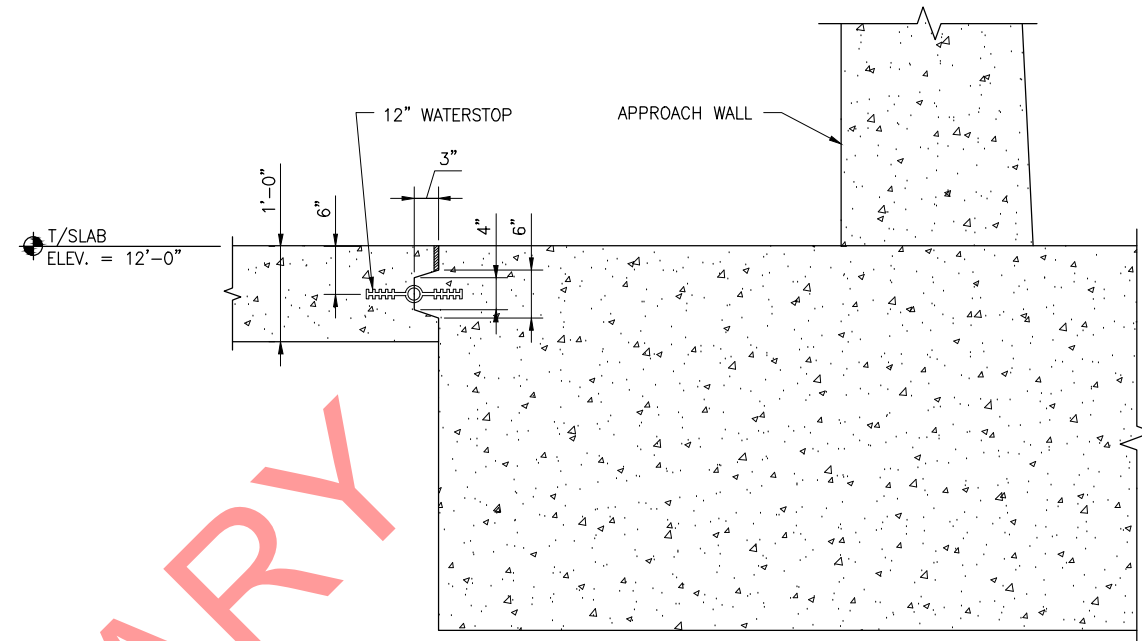 12" WATERSTOP
APPROACH WALL
3"
1'-0"
6"
4"
6"
T/SLAB
ELEV. = 12'-0"
ARY